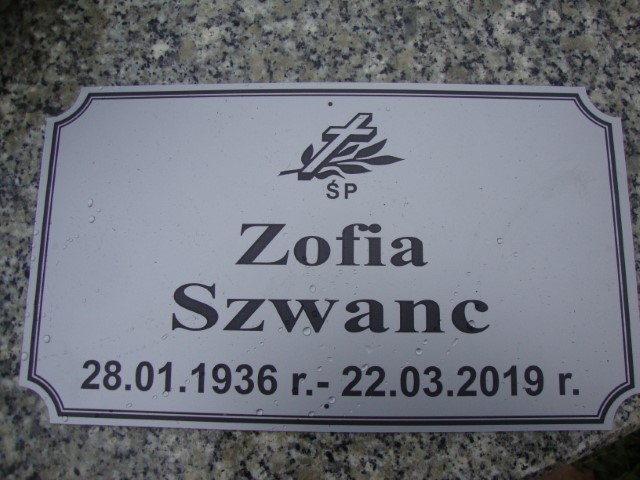 ŚP
Zofia
Szwanc
28.01.1936 r.- 22.03.2019 r.